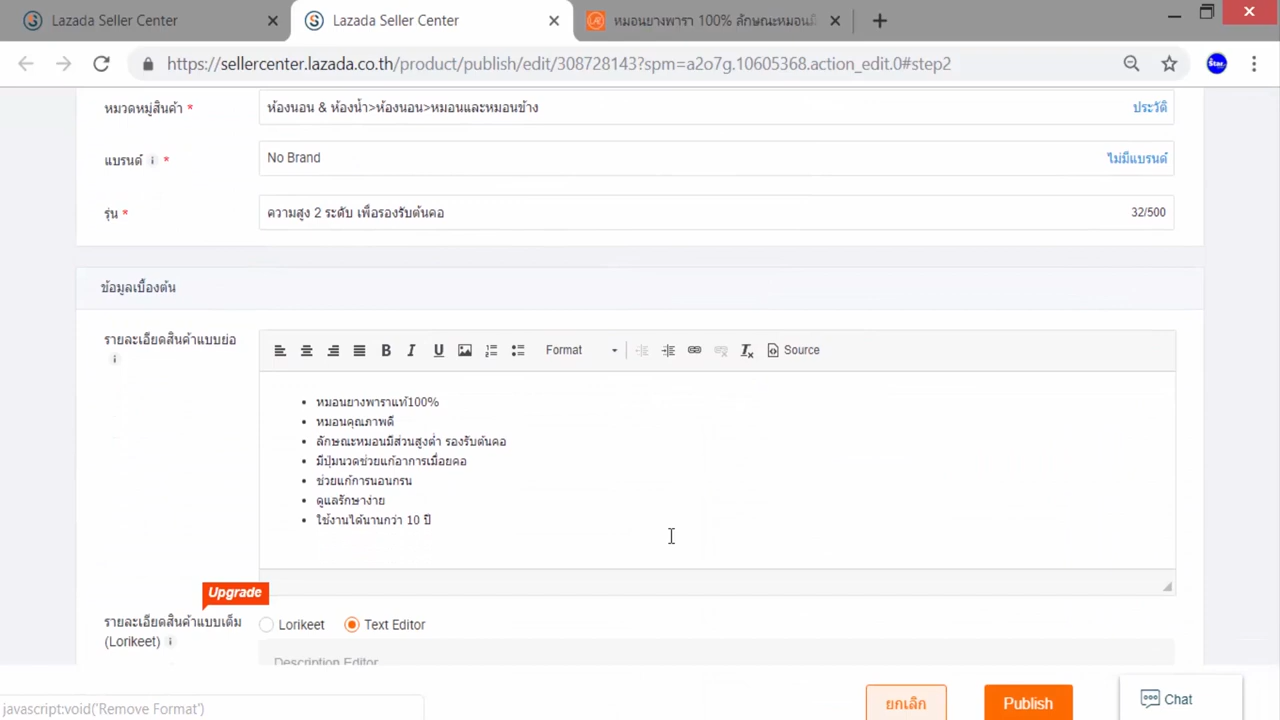 Lazada Seller Center
Lazada Seller Center
หมอนยางพารา 100% ลักษณะหมอนมี
https://sellercenter.lazada.co.th/product/publish/edit/308728143?spm=a2o7g.10605368.action_edit.0#step2
หมวดหมู่สินค้า *
ห้องนอน & ห้องน้ำ>ห้องนอน>หมอนและหมอนข้าง
ประวัติ
แบรนด์ i *
No Brand
ไม่มีแบรนด์
รุ่น *
ความสูง 2 ระดับ เพื่อรองรับต้นคอ
32/500
ข้อมูลเบื้องต้น
รายละเอียดสินค้าแบบย่อ
i
B I U Format Source
• หมอนยางพาราแท้100%
• หมอนคุณภาพดี
• ลักษณะหมอนมีส่วนสูงต่ำ รองรับต้นคอ
• มีปุ่มนวดช่วยแก้อาการเมื่อยคอ
• ช่วยแก้การนอนกรน
• ดูแลรักษาง่าย
• ใช้งานได้นานกว่า 10 ปี
Upgrade
รายละเอียดสินค้าแบบเต็ม
(Lorikeet) i
Lorikeet
Text Editor
Description Editor
javascript:void('Remove Format')
ยกเลิก
Publish
Chat